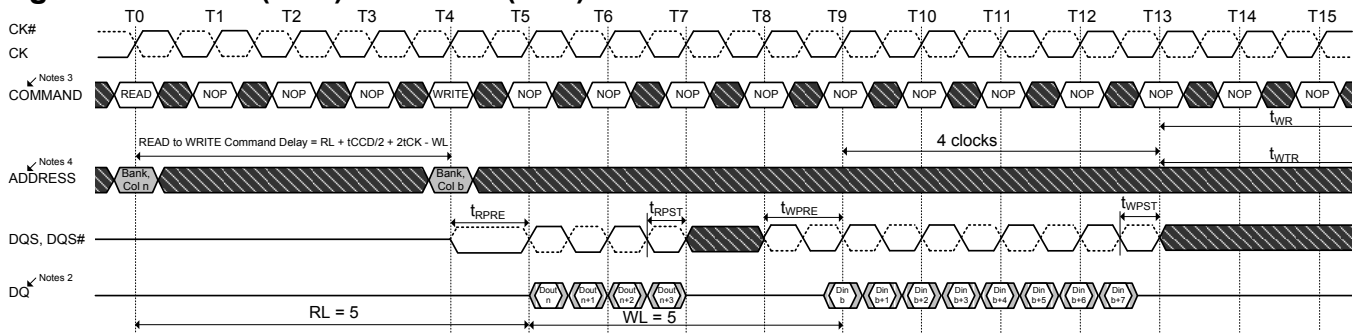 T0 T1 T2 T3 T4 T5 T6 T7 T8 T9 T10 T11 T12 T13 T14 T15
CK#
CK
Notes 3
COMMAND READ NOP NOP NOP WRITE NOP NOP NOP NOP NOP NOP NOP NOP NOP NOP NOP
tWR
READ to WRITE Command Delay = RL + tCCD/2 + 2tCK - WL
4 clocks
Notes 4
tWTR
ADDRESS Bank, Col n Bank, Col b
tRPRE tRPST tWPRE tWPST
DQS, DQS#
Notes 2
DQ Dout n Dout n+1 Dout n+2 Dout n+3 Din b Din b+1 Din b+2 Din b+3 Din b+4 Din b+5 Din b+6 Din b+7
RL = 5 WL = 5